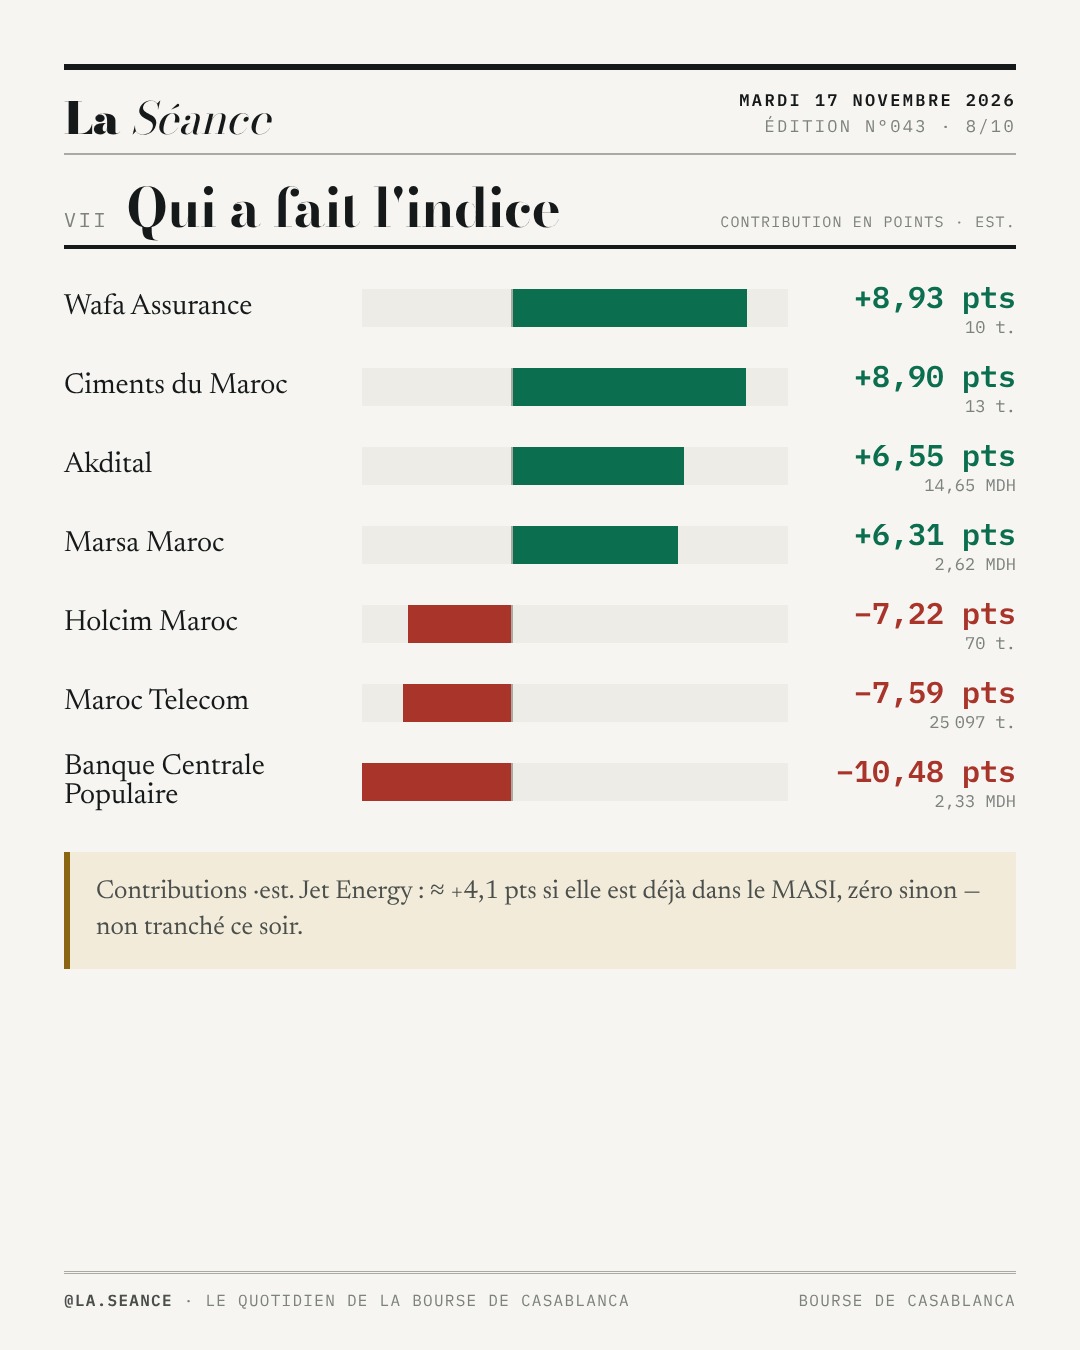 La Séance
MARDI 17 NOVEMBRE 2026
ÉDITION N°043 · 8/10
VII Qui a fait l'indice
CONTRIBUTION EN POINTS · EST.
Wafa Assurance
+8,93 pts
10 t.
Ciments du Maroc
+8,90 pts
13 t.
Akdital
+6,55 pts
14,65 MDH
Marsa Maroc
+6,31 pts
2,62 MDH
Holcim Maroc
−7,22 pts
70 t.
Maroc Telecom
−7,59 pts
25 097 t.
Banque Centrale
Populaire
−10,48 pts
2,33 MDH
Contributions ·est. Jet Energy : ≈ +4,1 pts si elle est déjà dans le MASI, zéro sinon —
non tranché ce soir.
@LA.SEANCE · LE QUOTIDIEN DE LA BOURSE DE CASABLANCA
BOURSE DE CASABLANCA